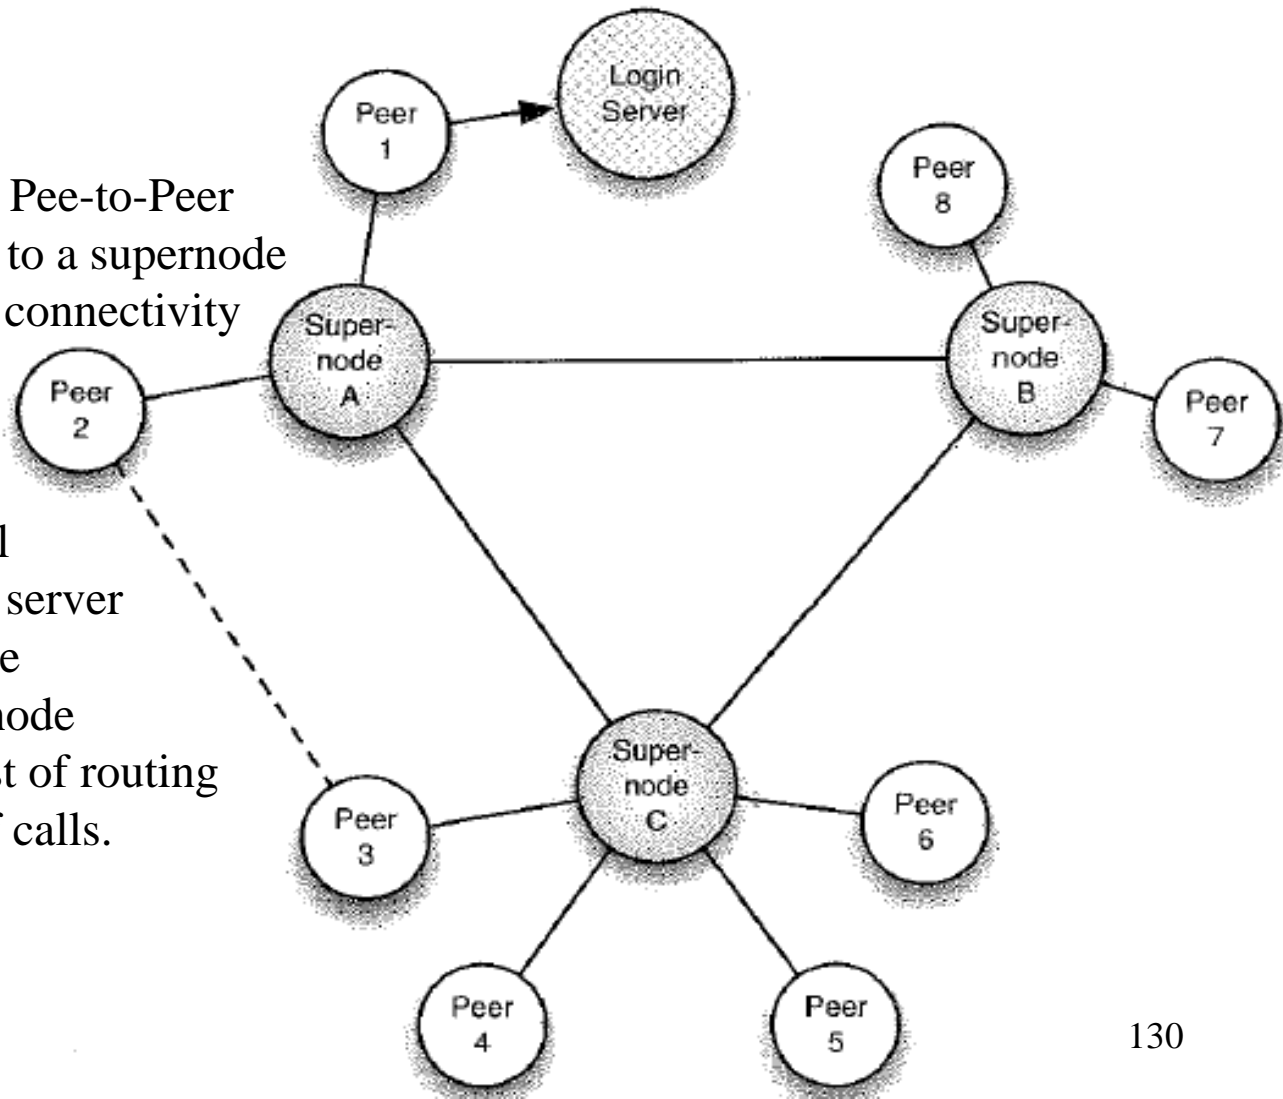 Login
Server
Peer
1
Peer
8
Pee-to-Peer
to a supernode
connectivity
Super-
node
A
Super-
node
B
Peer
2
Peer
7
l
server
e
node
st of routing
f calls.
Super-
node
C
Peer
3
Peer
6
Peer
4
Peer
5
130